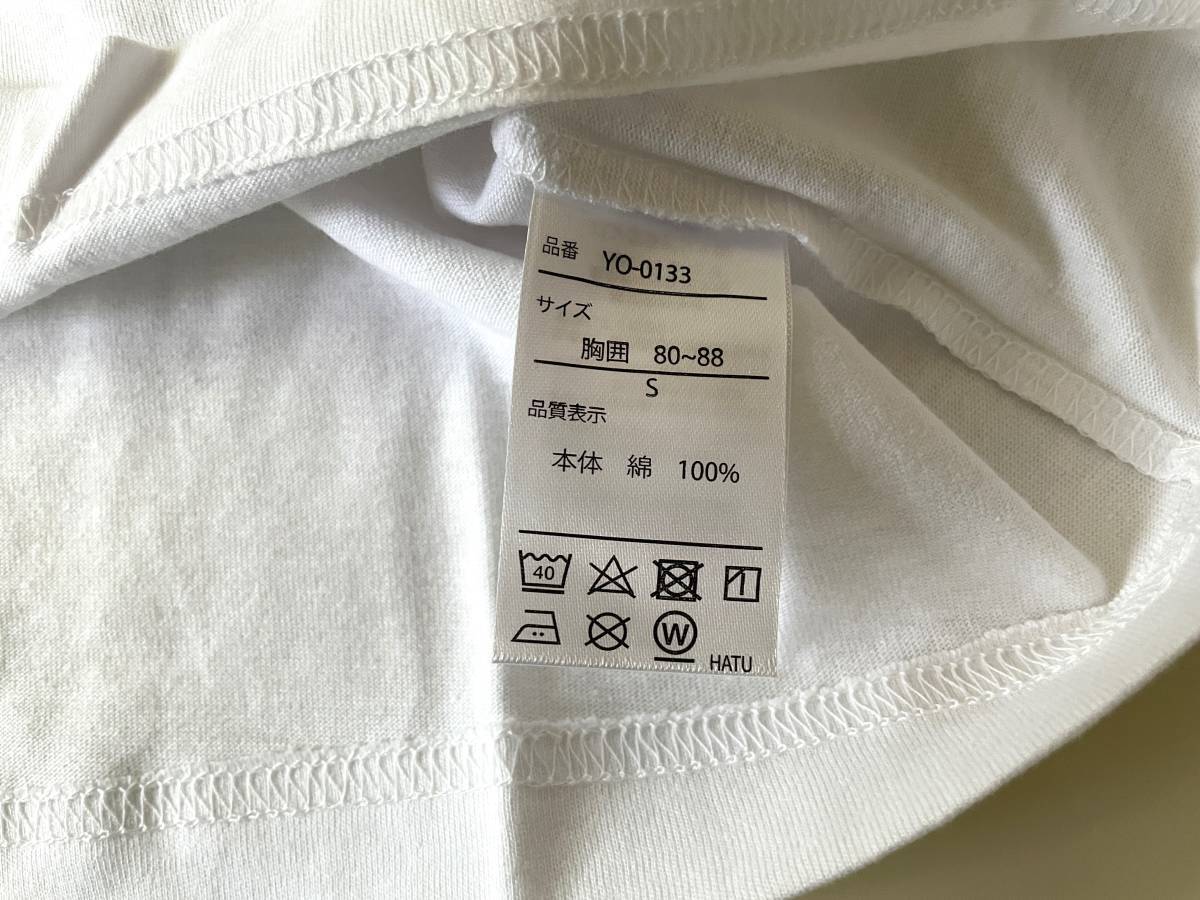 品番 YO-0133
サイズ
胸囲 80~88
S
品質表示
本体 綿 100%
40
W
HATU